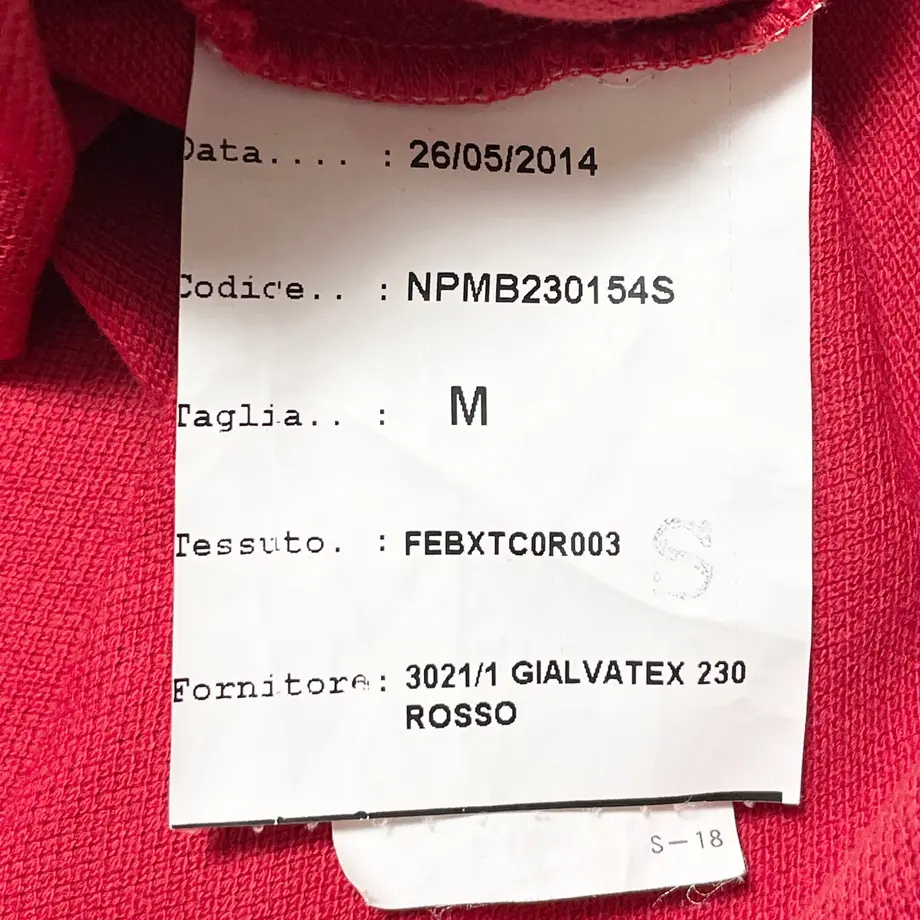 Data.... : 26/05/2014
Codice.. : NPMB230154S
Taglia.. : M
Tessuto. : FEBXTC0R003 S
Fornitore: 3021/1 GIALVATEX 230
ROSSO
S-18